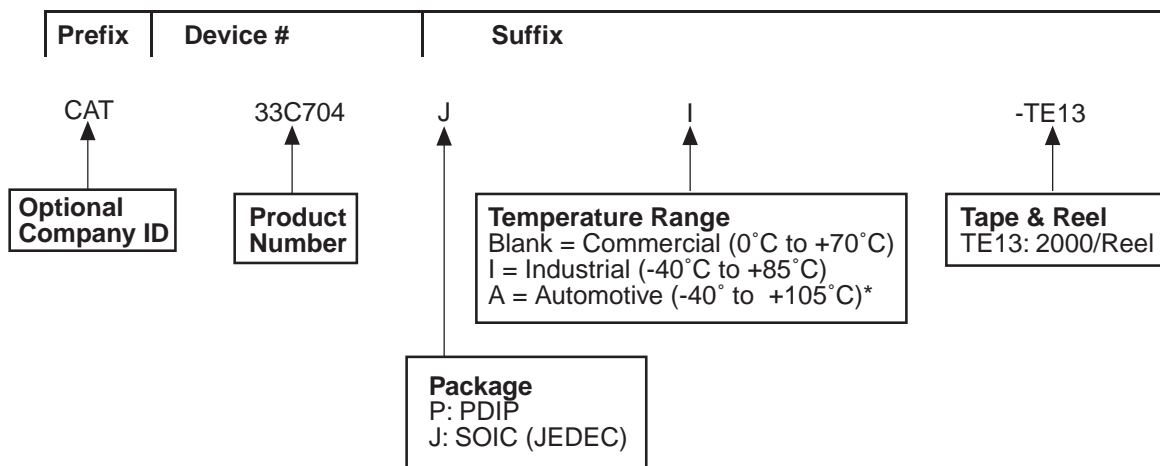 Prefix Device # Suffix
CAT 33C704 J I -TE13
Optional
Company ID
Product
Number
Temperature Range
Blank = Commercial (0˚C to +70˚C)
I = Industrial (-40˚C to +85˚C)
A = Automotive (-40˚ to +105˚C)*
Tape & Reel
TE13: 2000/Reel
Package
P: PDIP
J: SOIC (JEDEC)